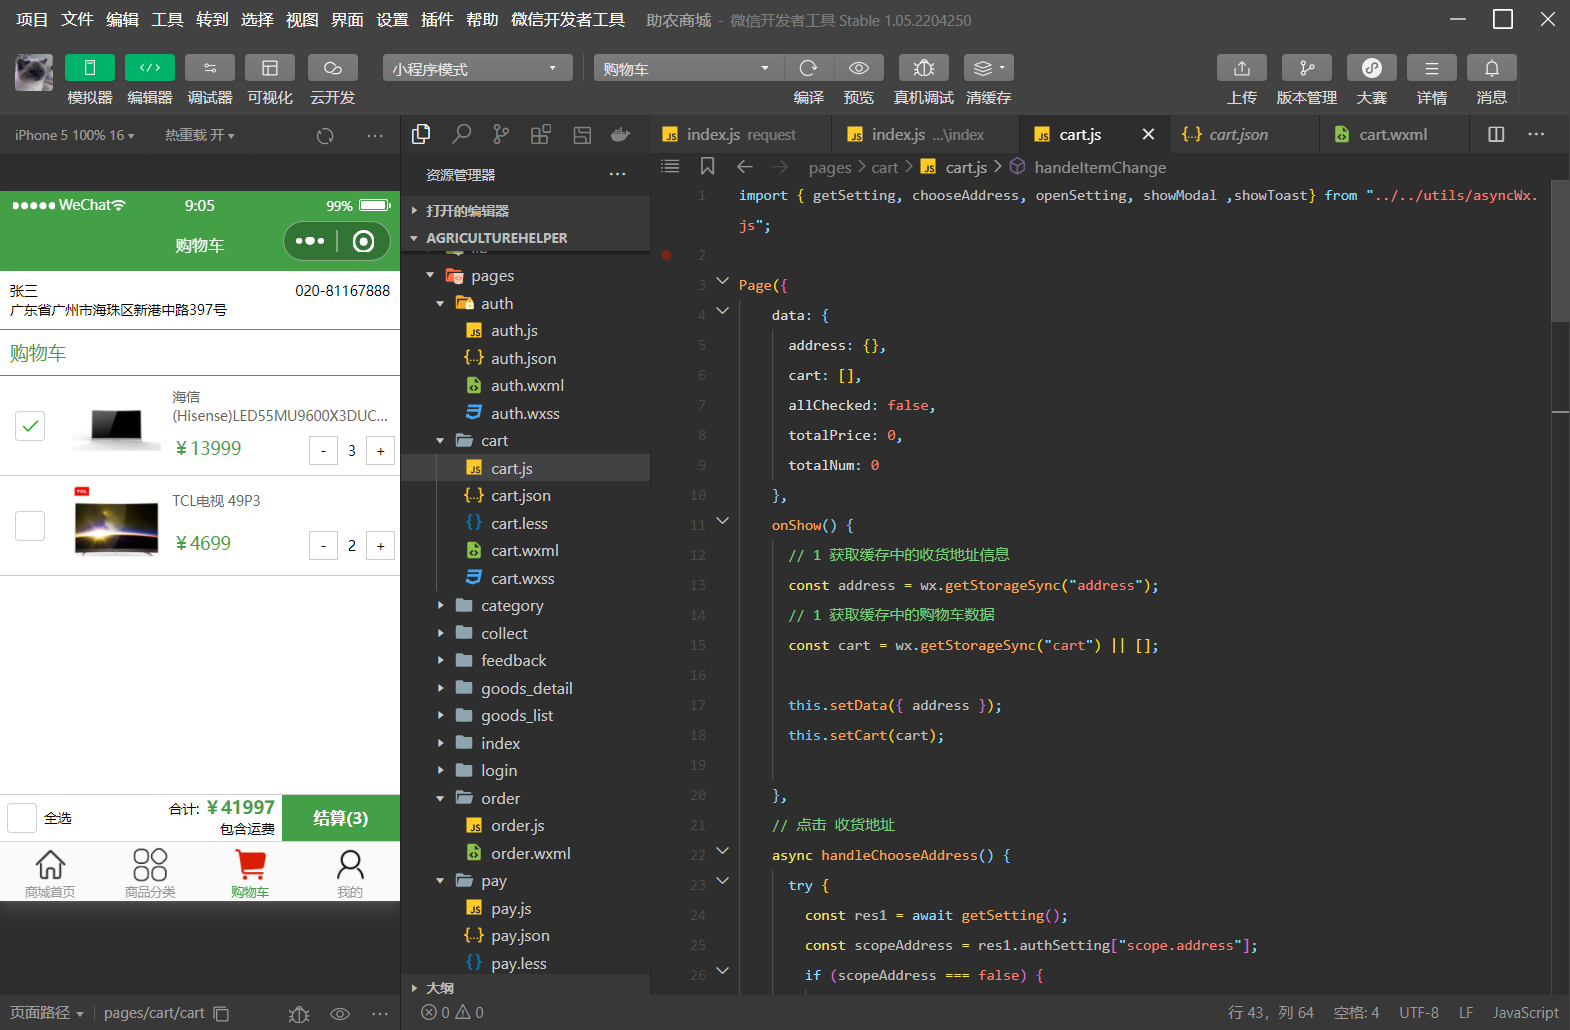 项目 文件 编辑 工具 转到 选择 视图 界面 设置 插件 帮助 微信开发者工具 助农商城 - 微信开发者工具 Stable 1.05.2204250
小程序模式 购物车
模拟器 编辑器 调试器 可视化 云开发 编译 预览 真机调试 清缓存 上传 版本管理 大赛 详情 消息
iPhone 5 100% 16 热重载 开
WeChat 9:05 99%
购物车
张三 020-81167888
广东省广州市海珠区新港中路397号
购物车
海信
(Hisense)LED55MU9600X3DUC...
¥13999 - 3 +
TCL
TCL电视 49P3
¥4699 - 2 +
全选 合计: ¥41997
包含运费
结算(3)
商城首页 商品分类 购物车 我的
页面路径 pages/cart/cart
资源管理器
打开的编辑器
AGRICULTUREHELPER
pages
auth
auth.js
auth.json
auth.wxml
auth.wxss
cart
cart.js
cart.json
cart.less
cart.wxml
cart.wxss
category
collect
feedback
goods_detail
goods_list
index
login
order
order.js
order.wxml
pay
pay.js
pay.json
pay.less
大纲
0 0
index.js request index.js ...\index cart.js cart.json cart.wxml
pages > cart > cart.js > handeItemChange
1 import { getSetting, chooseAddress, openSetting, showModal ,showToast} from "../../utils/asyncWx.
js";
2
3 Page({
4 data: {
5 address: {},
6 cart: [],
7 allChecked: false,
8 totalPrice: 0,
9 totalNum: 0
10 },
11 onShow() {
12 // 1 获取缓存中的收货地址信息
13 const address = wx.getStorageSync("address");
14 // 1 获取缓存中的购物车数据
15 const cart = wx.getStorageSync("cart") || [];
16
17 this.setData({ address });
18 this.setCart(cart);
19
20 },
21 // 点击 收货地址
22 async handleChooseAddress() {
23 try {
24 const res1 = await getSetting();
25 const scopeAddress = res1.authSetting["scope.address"];
26 if (scopeAddress === false) {
行 43，列 64 空格: 4 UTF-8 LF JavaScript